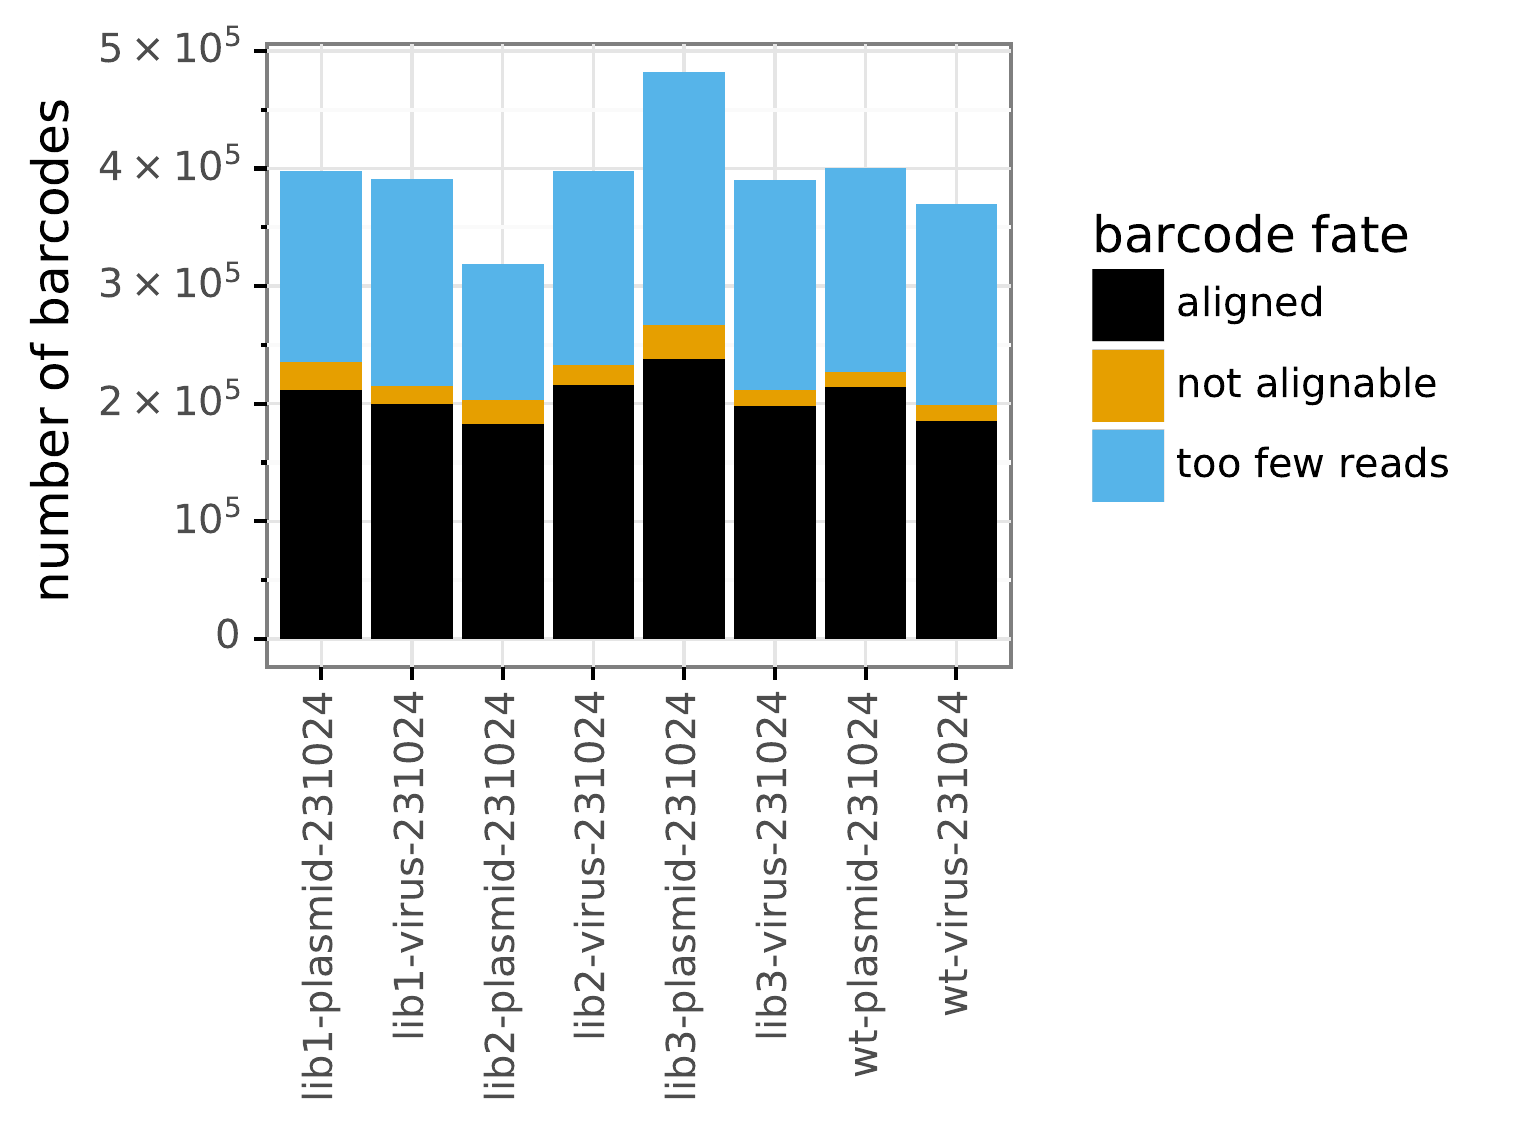 number of barcodes
5 × 10⁵
4 × 10⁵
3 × 10⁵
2 × 10⁵
10⁵
0
lib1-plasmid-231024
lib1-virus-231024
lib2-plasmid-231024
lib2-virus-231024
lib3-plasmid-231024
lib3-virus-231024
wt-plasmid-231024
wt-virus-231024
barcode fate
aligned
not alignable
too few reads